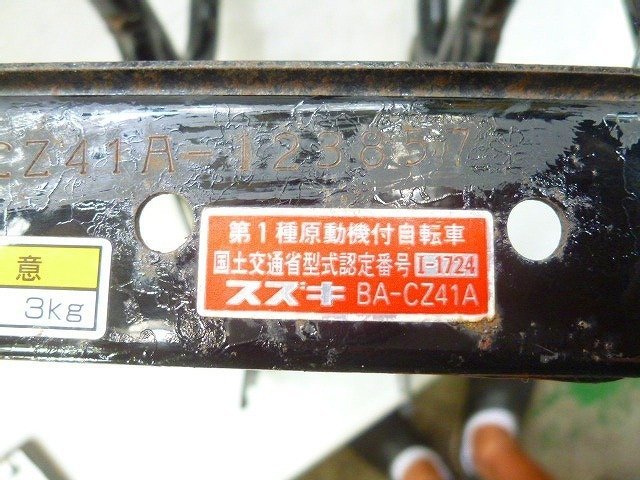 CZ41A-123857
第1種原動機付自転車
国土交通省型式認定番号 I-1724
スズキ BA-CZ41A
意
3kg